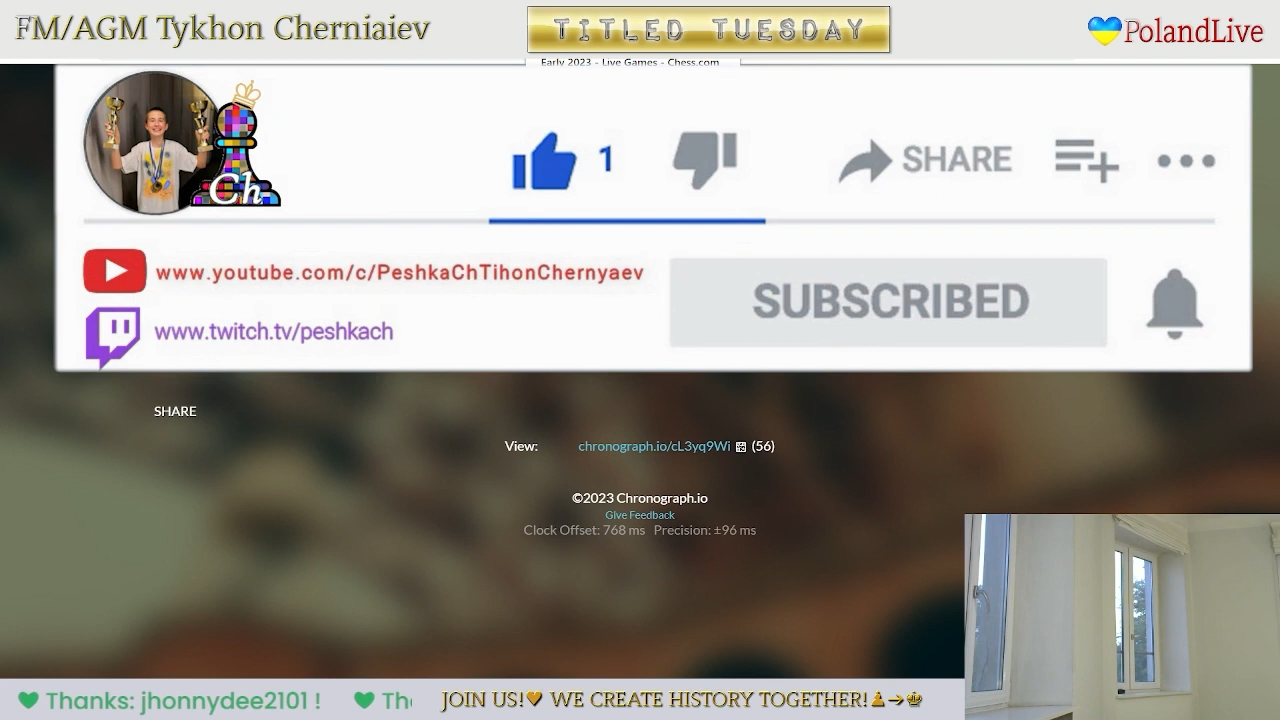 FM/AGM Tykhon Cherniaiev
TITLED TUESDAY
PolandLive
Early 2023 - Live Games - Chess.com
1
SHARE
Ch
www.youtube.com/c/PeshkaChTihonChernyaev
SUBSCRIBED
www.twitch.tv/peshkach
SHARE
View: chronograph.io/cL3yq9Wi (56)
©2023 Chronograph.io
Give Feedback
Clock Offset: 768 ms Precision: ±96 ms
Thanks: jhonnydee2101 !
Th
JOIN US!🧡 WE CREATE HISTORY TOGETHER!♟→♚